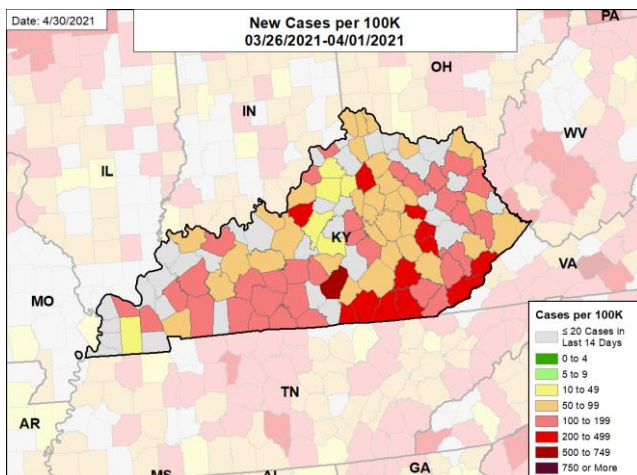 Date: 4/30/2021
New Cases per 100K
03/26/2021-04/01/2021
PA
OH
IN
WV
IL
KY
VA
MO
TN
AR
MS
AL
GA
Cases per 100K
≤ 20 Cases in
Last 14 Days
0 to 4
5 to 9
10 to 49
50 to 99
100 to 199
200 to 499
500 to 749
750 or More